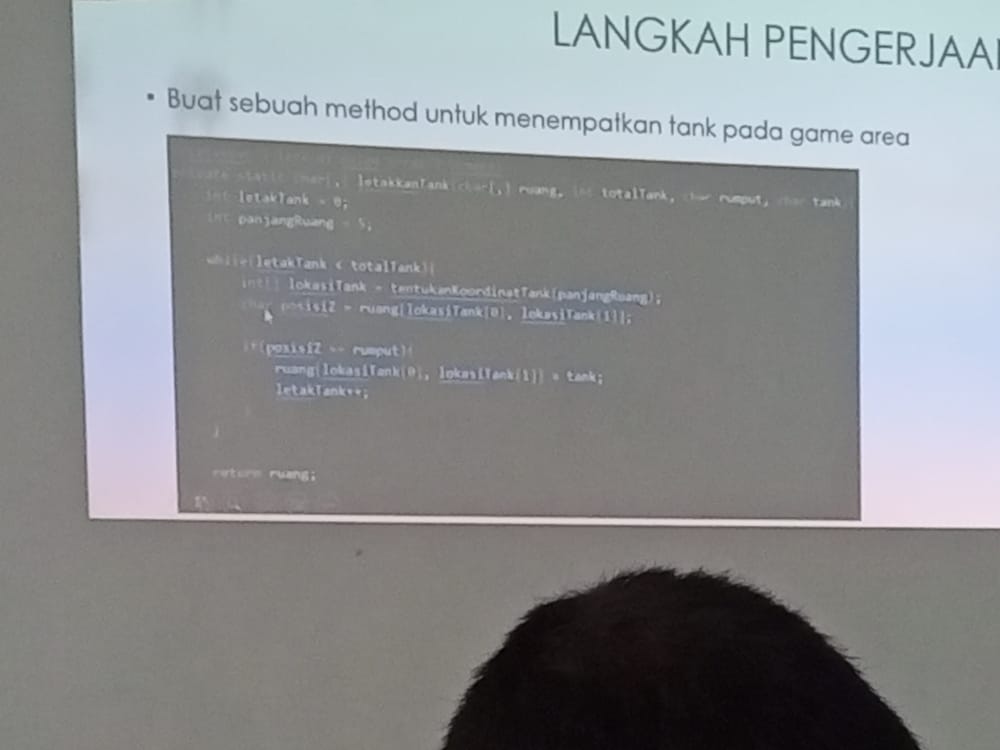 LANGKAH PENGERJAA
• Buat sebuah method untuk menempatkan tank pada game area
private static char[,] letakkanTank(char[,] ruang, int totalTank, char rumput, char tank
int letakTank = 0;
int panjangRuang = 5;
while(letakTank < totalTank){
int[] lokasiTank = tentukanKoordinatTank(panjangRuang);
char posisiZ = ruang[lokasiTank[0], lokasiTank[1]];
if(posisiZ == rumput){
ruang[lokasiTank[0], lokasiTank[1]] = tank;
letakTank++;
}
return ruang;